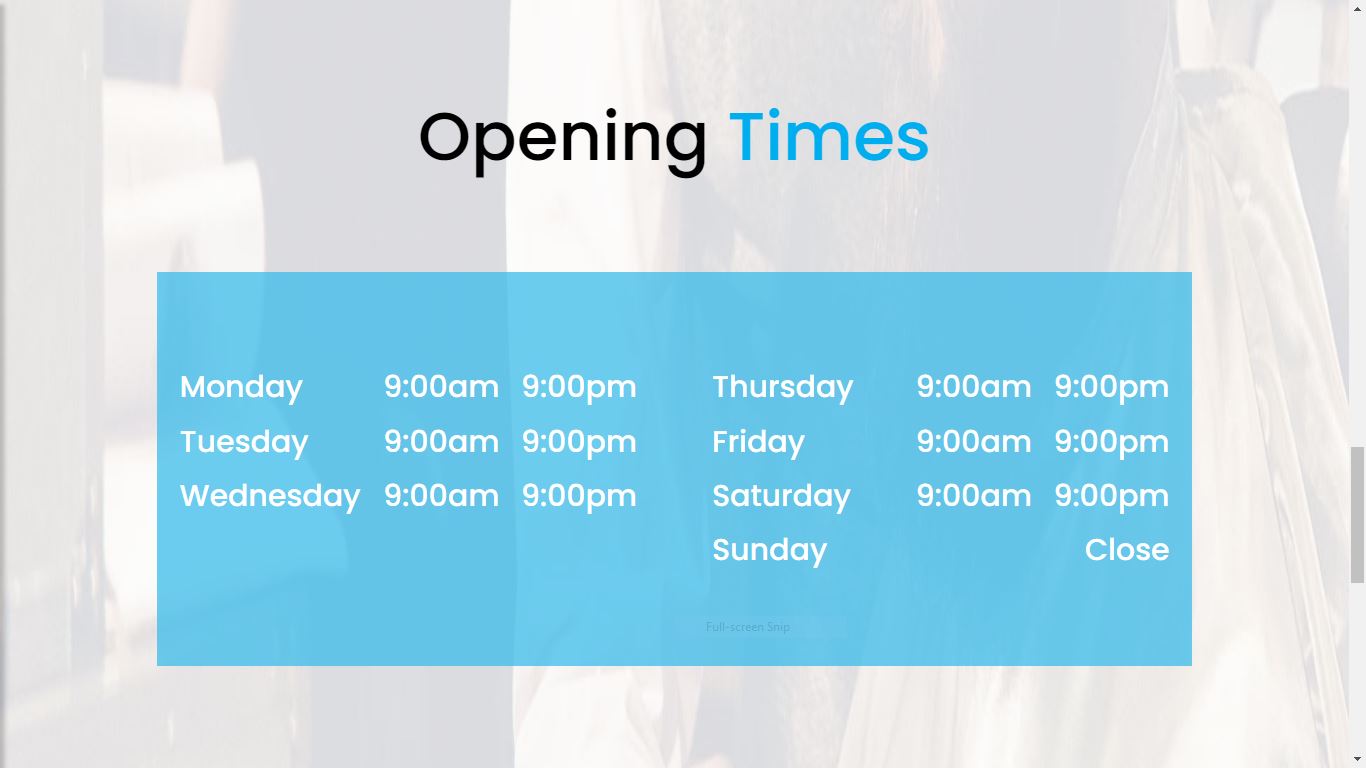 Opening Times
Monday 9:00am 9:00pm
Tuesday 9:00am 9:00pm
Wednesday 9:00am 9:00pm
Thursday 9:00am 9:00pm
Friday 9:00am 9:00pm
Saturday 9:00am 9:00pm
Sunday Close
Full-screen Snip